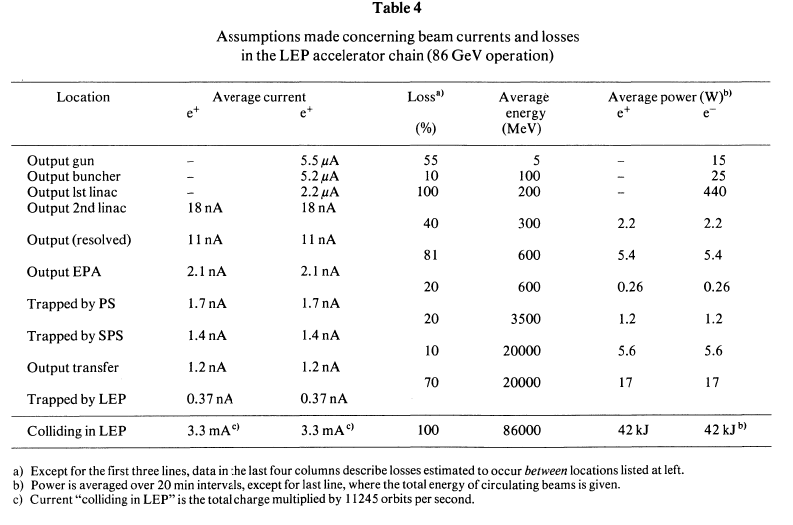 Table 4
Assumptions made concerning beam currents and losses
in the LEP accelerator chain (86 GeV operation)
Location Average current Loss a) Average Average power (W) b)
e+ e+ energy e+ e−
(%) (MeV)
Output gun – 5.5 µA 55 5 – 15
Output buncher – 5.2 µA 10 100 – 25
Output lst linac – 2.2 µA 100 200 – 440
Output 2nd linac 18 nA 18 nA
40 300 2.2 2.2
Output (resolved) 11 nA 11 nA
81 600 5.4 5.4
Output EPA 2.1 nA 2.1 nA
20 600 0.26 0.26
Trapped by PS 1.7 nA 1.7 nA
20 3500 1.2 1.2
Trapped by SPS 1.4 nA 1.4 nA
10 20000 5.6 5.6
Output transfer 1.2 nA 1.2 nA
70 20000 17 17
Trapped by LEP 0.37 nA 0.37 nA
Colliding in LEP 3.3 mA c) 3.3 mA c) 100 86000 42 kJ 42 kJ b)
a) Except for the first three lines, data in the last four columns describe losses estimated to occur between locations listed at left.
b) Power is averaged over 20 min intervals, except for last line, where the total energy of circulating beams is given.
c) Current “colliding in LEP” is the total charge multiplied by 11245 orbits per second.